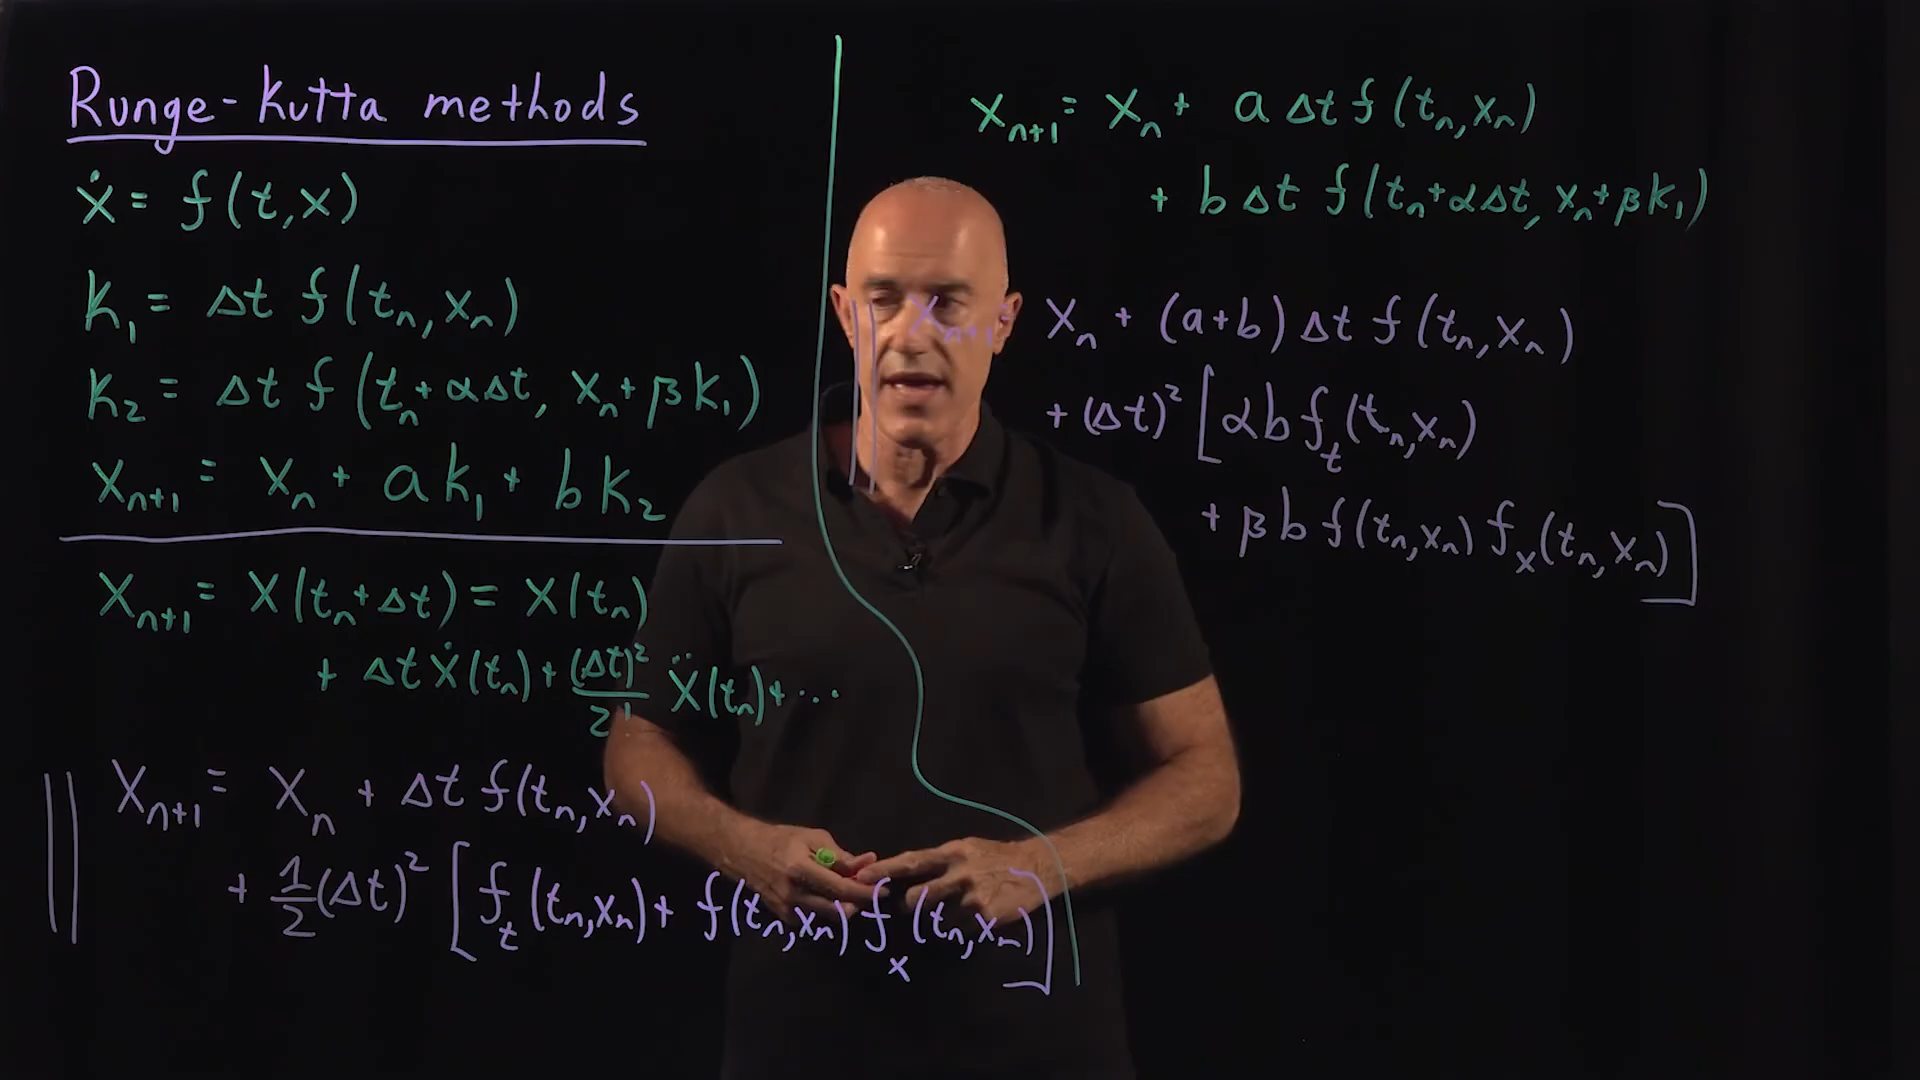 Runge-Kutta methods
ẋ = f(t,x)
K₁ = Δt f(tₙ,xₙ)
K₂ = Δt f(tₙ+αΔt, xₙ+βK₁)
xₙ₊₁ = xₙ + aK₁ + bK₂
Xₙ₊₁ = X(tₙ+Δt) = X(tₙ)
+ ΔtẊ(tₙ) + (Δt)²/2! Ẍ(tₙ)+...
Xₙ₊₁ = Xₙ + Δt f(tₙ,xₙ)
+ 1/2(Δt)² [fₜ(tₙ,xₙ) + f(tₙ,xₙ) fₓ(tₙ,xₙ)]
Xₙ₊₁ = Xₙ + a Δt f(tₙ,xₙ)
+ b Δt f(tₙ+αΔt, xₙ+βK₁)
Xₙ₊₁ = Xₙ + (a+b) Δt f(tₙ,xₙ)
+ (Δt)² [αb fₜ(tₙ,xₙ)
+ βb f(tₙ,xₙ) fₓ(tₙ,xₙ)]